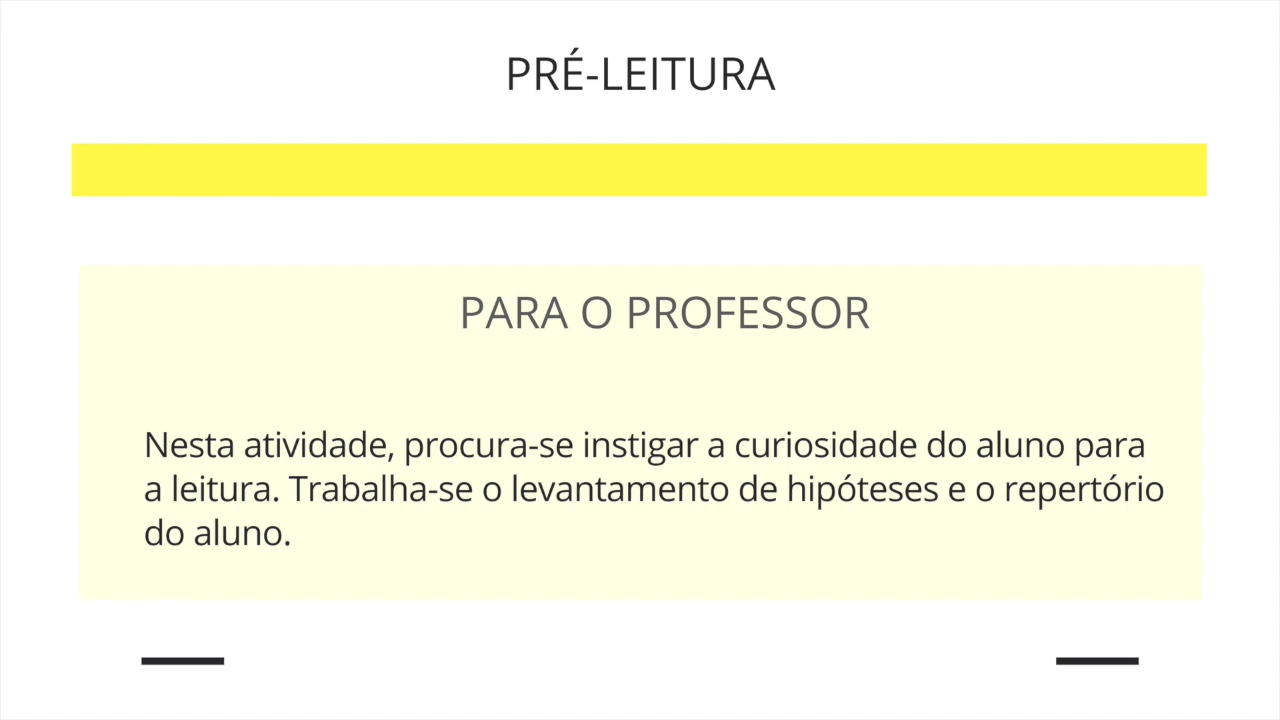 PRÉ-LEITURA
PARA O PROFESSOR
Nesta atividade, procura-se instigar a curiosidade do aluno para
a leitura. Trabalha-se o levantamento de hipóteses e o repertório
do aluno.